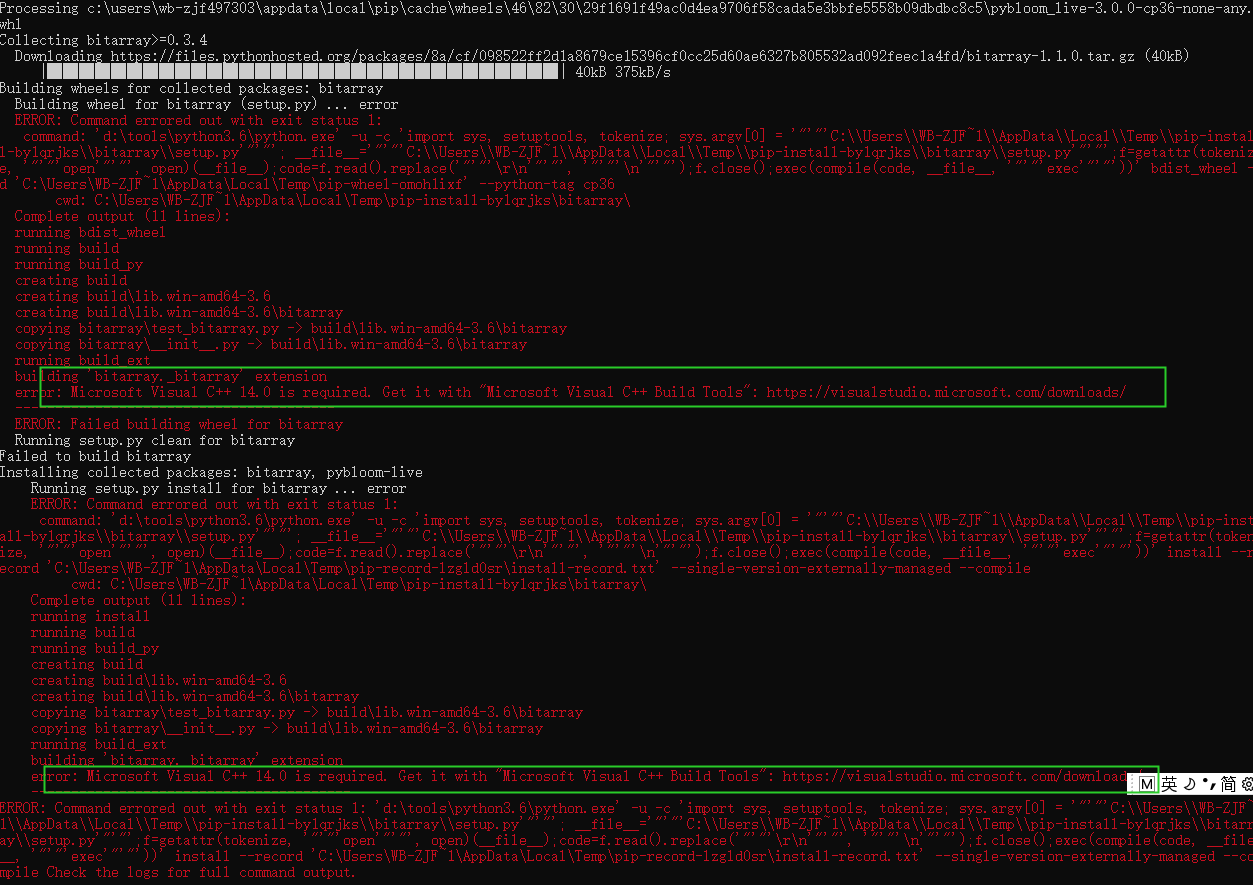 Processing c:\users\wb-zjf497303\appdata\local\pip\cache\wheels\46\82\30\29f1691f49ac0d4ea9706f58cada5e3bbfe5558b09dbdbc8c5\pybloom_live-3.0.0-cp36-none-any.
whl
Collecting bitarray>=0.3.4
  Downloading https://files.pythonhosted.org/packages/8a/cf/098522ff2d1a8679ce15396cf0cc25d60ae6327b805532ad092feec1a4fd/bitarray-1.1.0.tar.gz (40kB)
     |████████████████████████████████| 40kB 375kB/s
Building wheels for collected packages: bitarray
  Building wheel for bitarray (setup.py) ... error
  ERROR: Command errored out with exit status 1:
   command: 'd:\tools\python3.6\python.exe' -u -c 'import sys, setuptools, tokenize; sys.argv[0] = '"'"'C:\\Users\\WB-ZJF~1\\AppData\\Local\\Temp\\pip-instal
l-by1qrjks\\bitarray\\setup.py'"'"'; __file__='"'"'C:\\Users\\WB-ZJF~1\\AppData\\Local\\Temp\\pip-install-by1qrjks\\bitarray\\setup.py'"'"';f=getattr(tokeniz
e, '"'"'open'"'"', open)(__file__);code=f.read().replace('"'"'\r\n'"'"', '"'"'\n'"'"');f.close();exec(compile(code, __file__, '"'"'exec'"'"'))' bdist_wheel -
d 'C:\Users\WB-ZJF~1\AppData\Local\Temp\pip-wheel-omohlixf' --python-tag cp36
       cwd: C:\Users\WB-ZJF~1\AppData\Local\Temp\pip-install-by1qrjks\bitarray\
  Complete output (11 lines):
  running bdist_wheel
  running build
  running build_py
  creating build
  creating build\lib.win-amd64-3.6
  creating build\lib.win-amd64-3.6\bitarray
  copying bitarray\test_bitarray.py -> build\lib.win-amd64-3.6\bitarray
  copying bitarray\__init__.py -> build\lib.win-amd64-3.6\bitarray
  running build_ext
  building 'bitarray._bitarray' extension
  error: Microsoft Visual C++ 14.0 is required. Get it with "Microsoft Visual C++ Build Tools": https://visualstudio.microsoft.com/downloads/
  ----------------------------------------
  ERROR: Failed building wheel for bitarray
  Running setup.py clean for bitarray
Failed to build bitarray
Installing collected packages: bitarray, pybloom-live
    Running setup.py install for bitarray ... error
    ERROR: Command errored out with exit status 1:
     command: 'd:\tools\python3.6\python.exe' -u -c 'import sys, setuptools, tokenize; sys.argv[0] = '"'"'C:\\Users\\WB-ZJF~1\\AppData\\Local\\Temp\\pip-inst
all-by1qrjks\\bitarray\\setup.py'"'"'; __file__='"'"'C:\\Users\\WB-ZJF~1\\AppData\\Local\\Temp\\pip-install-by1qrjks\\bitarray\\setup.py'"'"';f=getattr(token
ize, '"'"'open'"'"', open)(__file__);code=f.read().replace('"'"'\r\n'"'"', '"'"'\n'"'"');f.close();exec(compile(code, __file__, '"'"'exec'"'"'))' install --r
ecord 'C:\Users\WB-ZJF~1\AppData\Local\Temp\pip-record-lzgld0sr\install-record.txt' --single-version-externally-managed --compile
         cwd: C:\Users\WB-ZJF~1\AppData\Local\Temp\pip-install-by1qrjks\bitarray\
    Complete output (11 lines):
    running install
    running build
    running build_py
    creating build
    creating build\lib.win-amd64-3.6
    creating build\lib.win-amd64-3.6\bitarray
    copying bitarray\test_bitarray.py -> build\lib.win-amd64-3.6\bitarray
    copying bitarray\__init__.py -> build\lib.win-amd64-3.6\bitarray
    running build_ext
    building 'bitarray._bitarray' extension
    error: Microsoft Visual C++ 14.0 is required. Get it with "Microsoft Visual C++ Build Tools": https://visualstudio.microsoft.com/download
M 英 简
    ----------------------------------------
ERROR: Command errored out with exit status 1: 'd:\tools\python3.6\python.exe' -u -c 'import sys, setuptools, tokenize; sys.argv[0] = '"'"'C:\\Users\\WB-ZJF~
1\\AppData\\Local\\Temp\\pip-install-by1qrjks\\bitarray\\setup.py'"'"'; __file__='"'"'C:\\Users\\WB-ZJF~1\\AppData\\Local\\Temp\\pip-install-by1qrjks\\bitarr
ay\\setup.py'"'"';f=getattr(tokenize, '"'"'open'"'"', open)(__file__);code=f.read().replace('"'"'\r\n'"'"', '"'"'\n'"'"');f.close();exec(compile(code, __file
__, '"'"'exec'"'"'))' install --record 'C:\Users\WB-ZJF~1\AppData\Local\Temp\pip-record-lzgld0sr\install-record.txt' --single-version-externally-managed --co
mpile Check the logs for full command output.